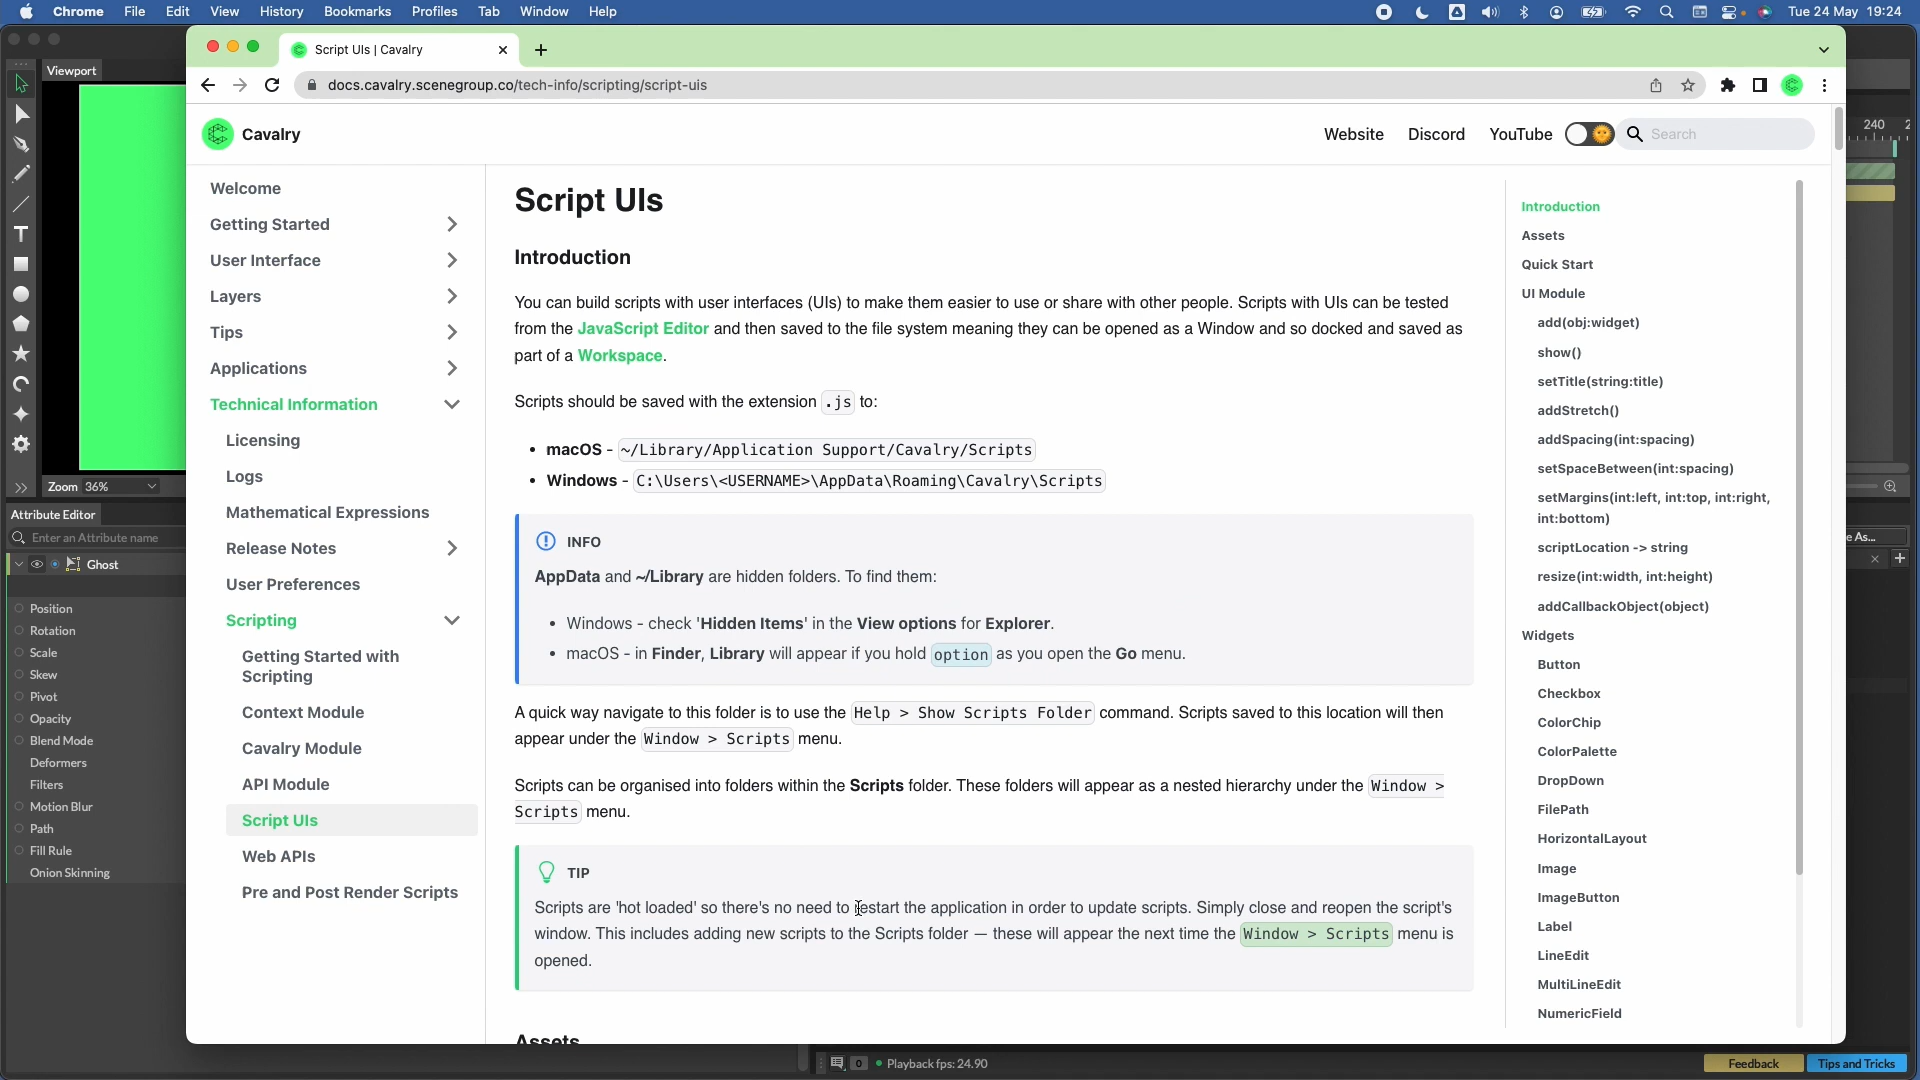 Chrome File Edit View History Bookmarks Profiles Tab Window Help Tue 24 May 19:24
Script UIs | Cavalry
docs.cavalry.scenegroup.co/tech-info/scripting/script-uis
Cavalry
Website Discord YouTube Search
Viewport
Zoom 36%
Attribute Editor
Enter an Attribute name
Ghost
Position
Rotation
Scale
Skew
Pivot
Opacity
Blend Mode
Deformers
Filters
Motion Blur
Path
Fill Rule
Onion Skinning
Welcome
Getting Started
User Interface
Layers
Tips
Applications
Technical Information
Licensing
Logs
Mathematical Expressions
Release Notes
User Preferences
Scripting
Getting Started with
Scripting
Context Module
Cavalry Module
API Module
Script UIs
Web APIs
Pre and Post Render Scripts
Script UIs
Introduction
You can build scripts with user interfaces (UIs) to make them easier to use or share with other people. Scripts with UIs can be tested
from the JavaScript Editor and then saved to the file system meaning they can be opened as a Window and so docked and saved as
part of a Workspace.
Scripts should be saved with the extension .js to:
• macOS - ~/Library/Application Support/Cavalry/Scripts
• Windows - C:\Users\<USERNAME>\AppData\Roaming\Cavalry\Scripts
INFO
AppData and ~/Library are hidden folders. To find them:
• Windows - check 'Hidden Items' in the View options for Explorer.
• macOS - in Finder, Library will appear if you hold option as you open the Go menu.
A quick way navigate to this folder is to use the Help > Show Scripts Folder command. Scripts saved to this location will then
appear under the Window > Scripts menu.
Scripts can be organised into folders within the Scripts folder. These folders will appear as a nested hierarchy under the Window >
Scripts menu.
TIP
Scripts are 'hot loaded' so there's no need to restart the application in order to update scripts. Simply close and reopen the script's
window. This includes adding new scripts to the Scripts folder — these will appear the next time the Window > Scripts menu is
opened.
Assets
Introduction
Assets
Quick Start
UI Module
add(obj:widget)
show()
setTitle(string:title)
addStretch()
addSpacing(int:spacing)
setSpaceBetween(int:spacing)
setMargins(int:left, int:top, int:right,
int:bottom)
scriptLocation -> string
resize(int:width, int:height)
addCallbackObject(object)
Widgets
Button
Checkbox
ColorChip
ColorPalette
DropDown
FilePath
HorizontalLayout
Image
ImageButton
Label
LineEdit
MultiLineEdit
NumericField
240 2
e As...
0 Playback fps: 24.90
Feedback Tips and Tricks